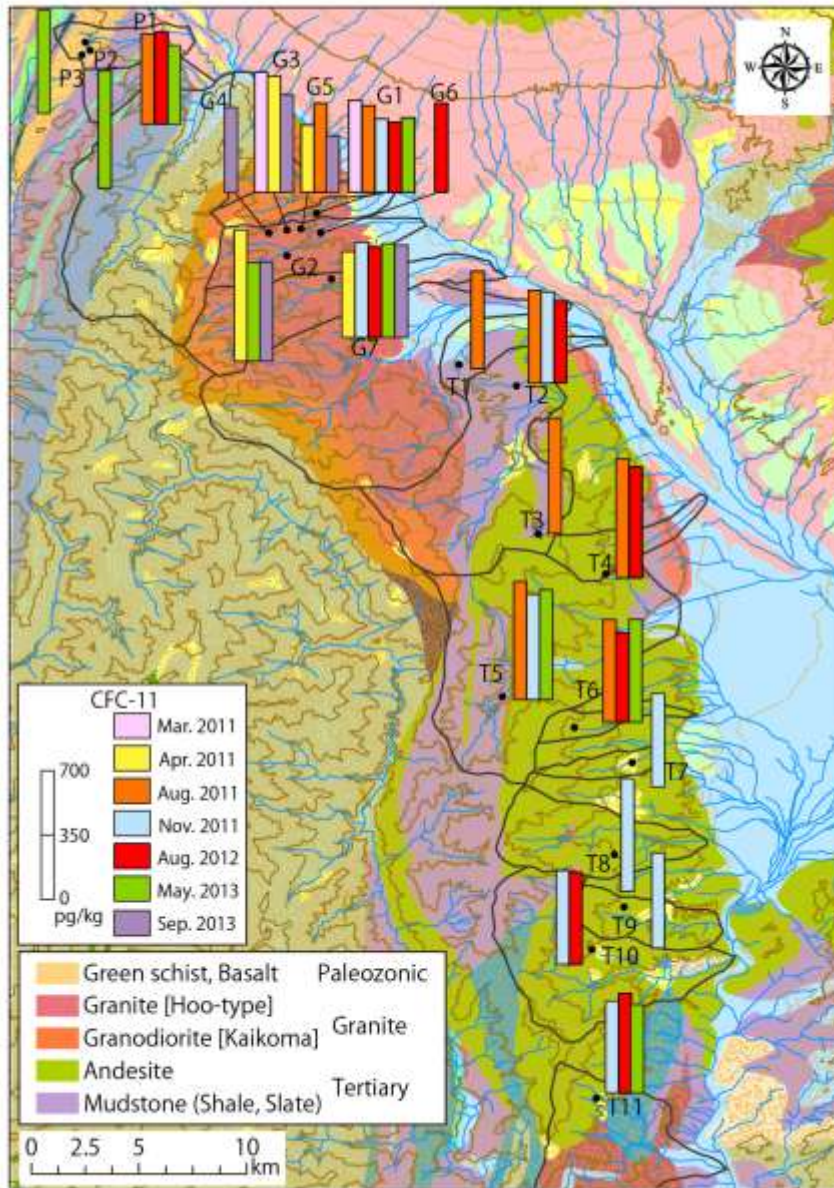 P1
N
W E
S
P2
P3
G3
G4
G5
G1
G6
G2
G7
T1
T2
T3
T4
T5
T6
T7
T8
T9
T10
T11
CFC-11
Mar. 2011
Apr. 2011
Aug. 2011
Nov. 2011
Aug. 2012
May. 2013
Sep. 2013
700
350
0
pg/kg
Green schist, Basalt Paleozonic
Granite [Hoo-type]
Granite
Granodiorite [Kaikoma]
Andesite
Tertiary
Mudstone (Shale, Slate)
0 2.5 5 10
km